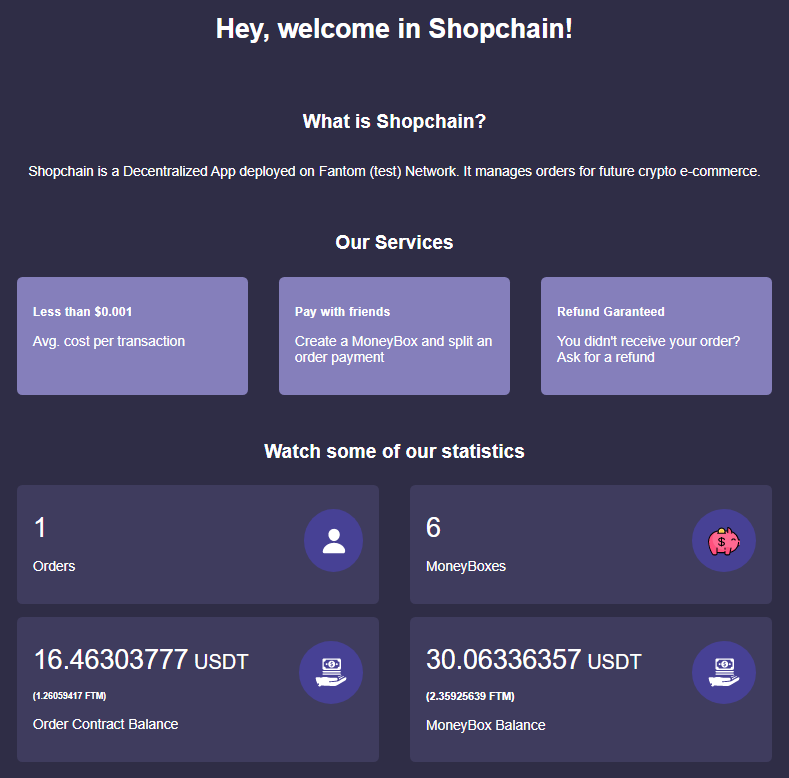 Hey, welcome in Shopchain!
What is Shopchain?
Shopchain is a Decentralized App deployed on Fantom (test) Network. It manages orders for future crypto e-commerce.
Our Services
Less than $0.001
Avg. cost per transaction
Pay with friends
Create a MoneyBox and split an
order payment
Refund Garanteed
You didn't receive your order?
Ask for a refund
Watch some of our statistics
1
Orders
6
MoneyBoxes
16.46303777 USDT
(1.26059417 FTM)
Order Contract Balance
30.06336357 USDT
(2.35925639 FTM)
MoneyBox Balance